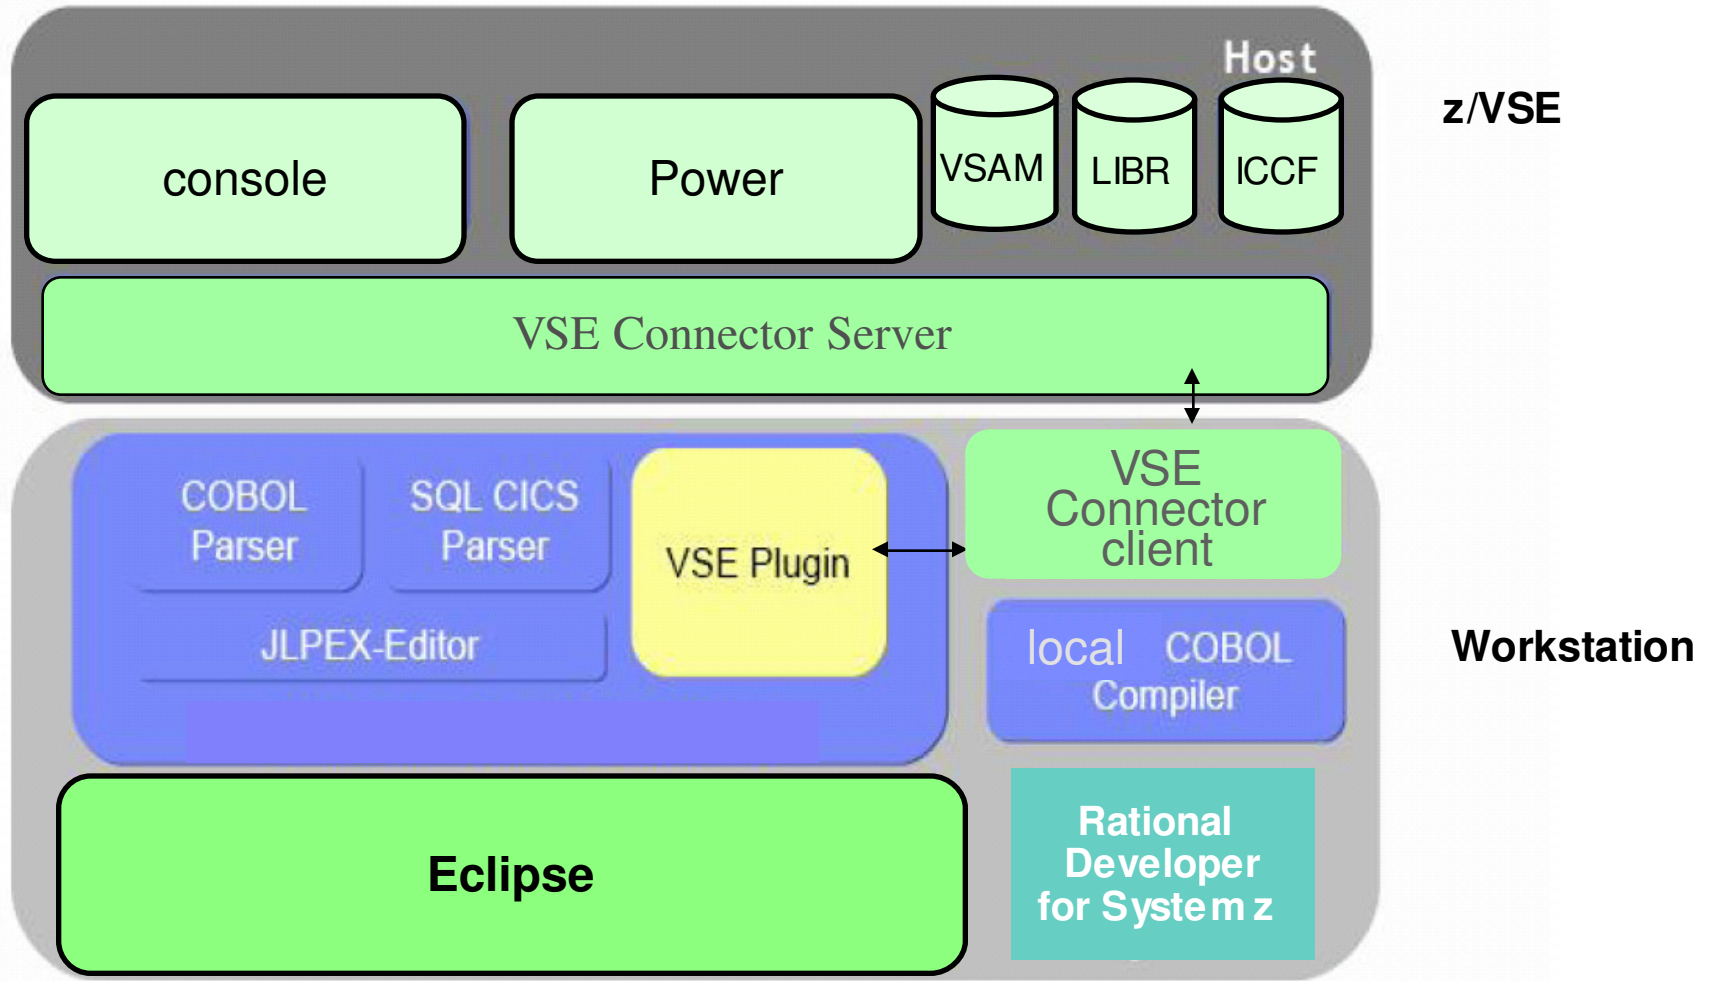 Host
z/VSE
console
Power
VSAM
LIBR
ICCF
VSE Connector Server
COBOL
Parser
SQL CICS
Parser
VSE Plugin
JLPEX-Editor
VSE
Connector
client
local COBOL
Compiler
Workstation
Eclipse
Rational
Developer
for System z